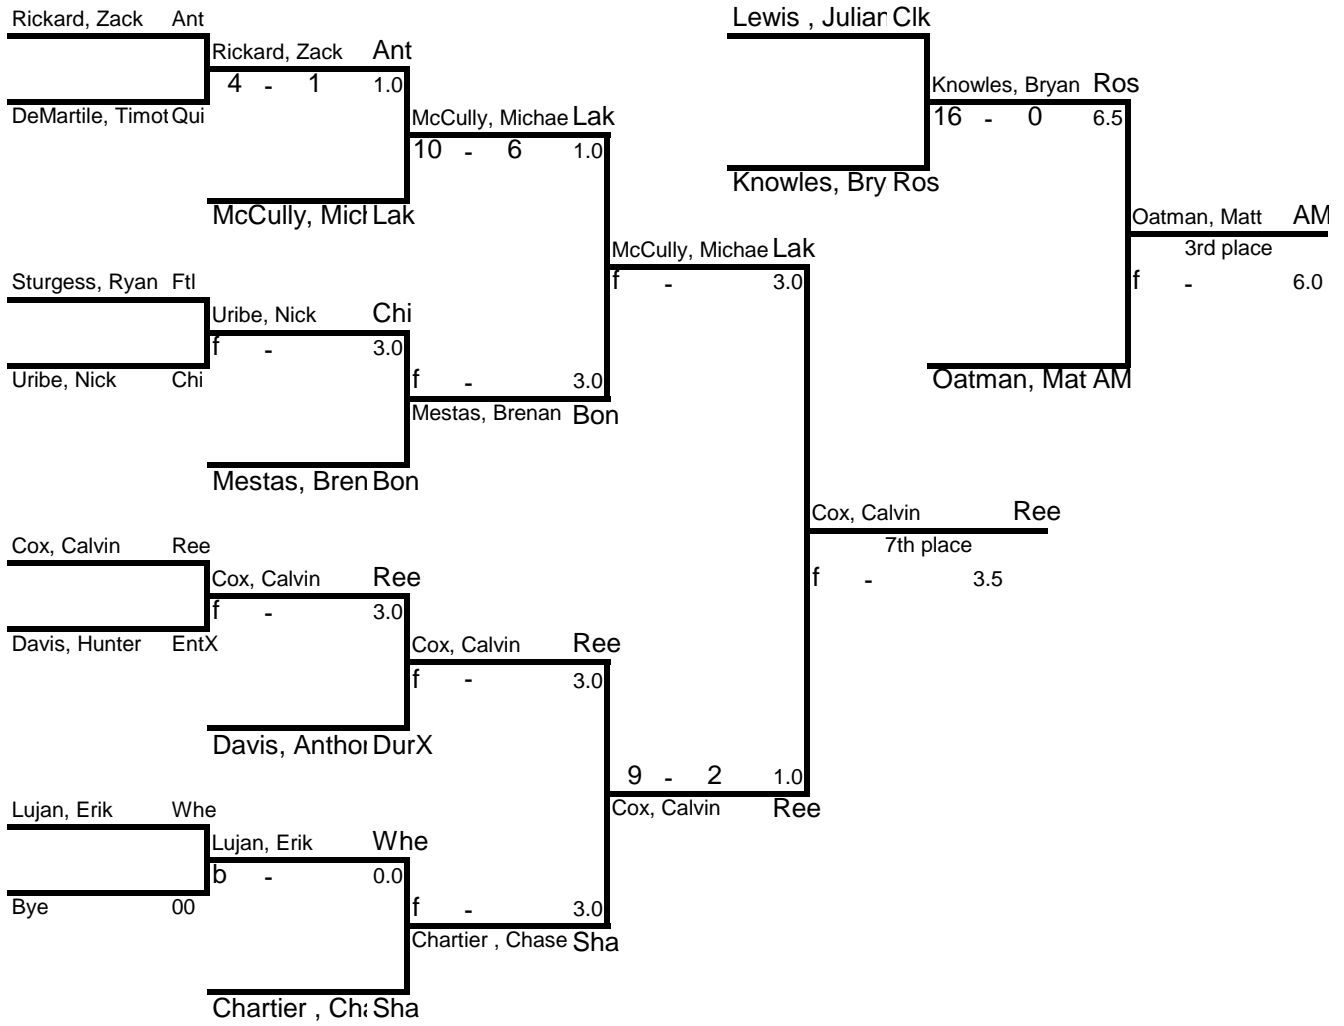 Rickard, Zack Ant
Rickard, Zack Ant
4 - 1 1.0
DeMartile, Timot Qui
McCully, Michae Lak
10 - 6 1.0
McCully, Mich Lak
McCully, Michae Lak
f - 3.0
Sturgess, Ryan Ftl
Uribe, Nick Chi
f - 3.0
Uribe, Nick Chi
f - 3.0
Mestas, Brenan Bon
Mestas, Bren Bon
Cox, Calvin Ree
7th place
f - 3.5
Cox, Calvin Ree
Cox, Calvin Ree
f - 3.0
Davis, Hunter EntX
Cox, Calvin Ree
f - 3.0
Davis, Anthon DurX
9 - 2 1.0
Cox, Calvin Ree
Lujan, Erik Whe
Lujan, Erik Whe
b - 0.0
Bye 00
f - 3.0
Chartier , Chase Sha
Chartier , Cha Sha
Lewis , Julian Clk
Knowles, Bryan Ros
16 - 0 6.5
Knowles, Bry Ros
Oatman, Matt AM
3rd place
f - 6.0
Oatman, Mat AM